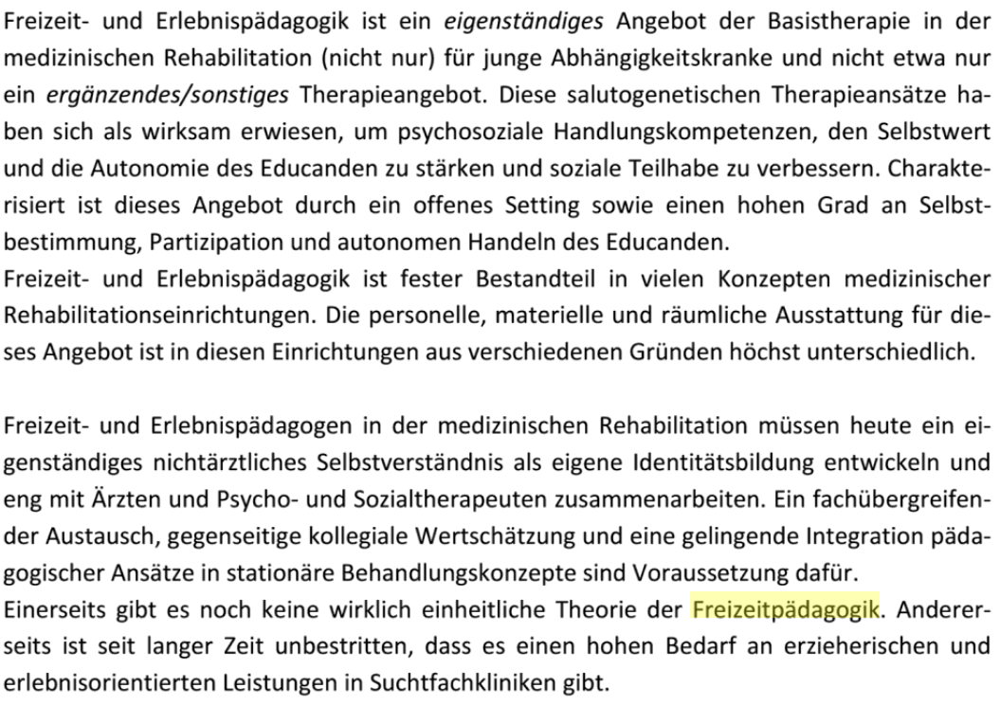 Freizeit- und Erlebnispädagogik ist ein eigenständiges Angebot der Basistherapie in der
medizinischen Rehabilitation (nicht nur) für junge Abhängigkeitskranke und nicht etwa nur
ein ergänzendes/sonstiges Therapieangebot. Diese salutogenetischen Therapieansätze ha-
ben sich als wirksam erwiesen, um psychosoziale Handlungskompetenzen, den Selbstwert
und die Autonomie des Educanden zu stärken und soziale Teilhabe zu verbessern. Charakte-
risiert ist dieses Angebot durch ein offenes Setting sowie einen hohen Grad an Selbst-
bestimmung, Partizipation und autonomen Handeln des Educanden.
Freizeit- und Erlebnispädagogik ist fester Bestandteil in vielen Konzepten medizinischer
Rehabilitationseinrichtungen. Die personelle, materielle und räumliche Ausstattung für die-
ses Angebot ist in diesen Einrichtungen aus verschiedenen Gründen höchst unterschiedlich.
Freizeit- und Erlebnispädagogen in der medizinischen Rehabilitation müssen heute ein ei-
genständiges nichtärztliches Selbstverständnis als eigene Identitätsbildung entwickeln und
eng mit Ärzten und Psycho- und Sozialtherapeuten zusammenarbeiten. Ein fachübergreifen-
der Austausch, gegenseitige kollegiale Wertschätzung und eine gelingende Integration päda-
gogischer Ansätze in stationäre Behandlungskonzepte sind Voraussetzung dafür.
Einerseits gibt es noch keine wirklich einheitliche Theorie der Freizeitpädagogik. Anderer-
seits ist seit langer Zeit unbestritten, dass es einen hohen Bedarf an erzieherischen und
erlebnisorientierten Leistungen in Suchtfachkliniken gibt.